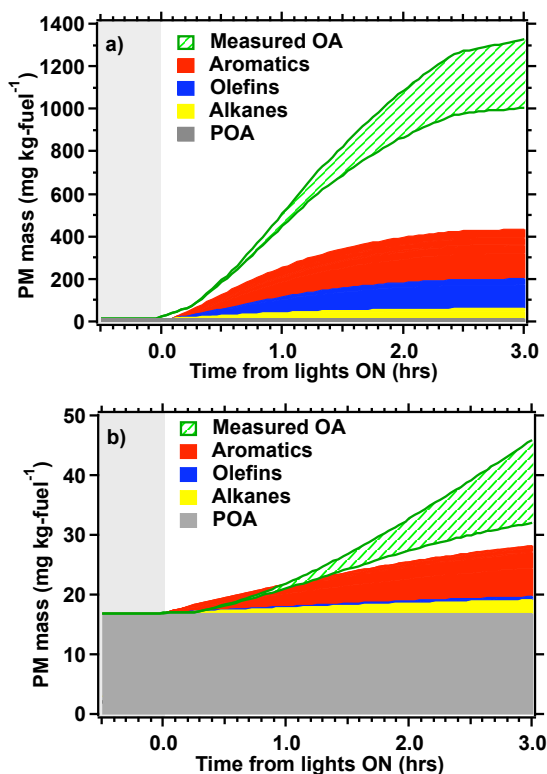 1400
1200
1000
800
600
400
200
0
PM mass (mg kg-fuel⁻¹)
a)
Measured OA
Aromatics
Olefins
Alkanes
POA
0.0 1.0 2.0 3.0
Time from lights ON (hrs)
50
40
30
20
10
0
PM mass (mg kg-fuel⁻¹)
b)
Measured OA
Aromatics
Olefins
Alkanes
POA
0.0 1.0 2.0 3.0
Time from lights ON (hrs)